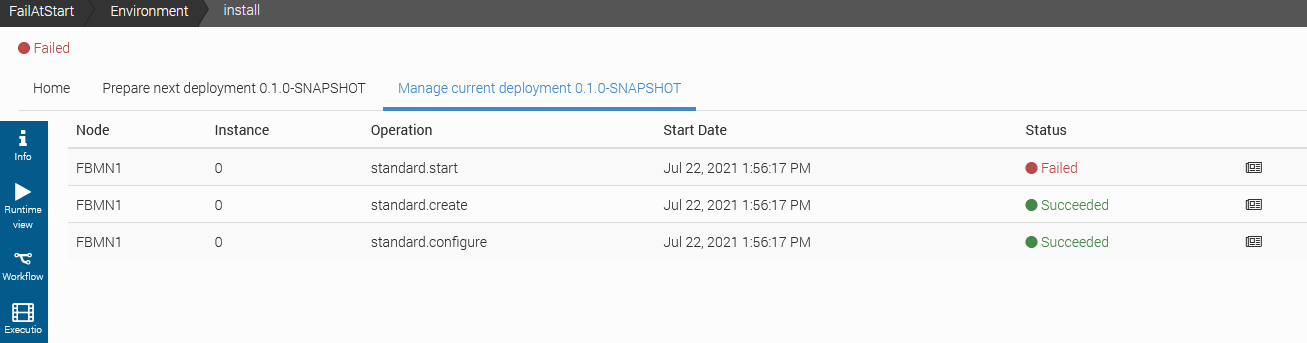 FailAtStart Environment install
Failed
Home Prepare next deployment 0.1.0-SNAPSHOT Manage current deployment 0.1.0-SNAPSHOT
Info
Runtime
view
Workflow
Executio
Node Instance Operation Start Date Status
FBMN1 0 standard.start Jul 22, 2021 1:56:17 PM Failed
FBMN1 0 standard.create Jul 22, 2021 1:56:17 PM Succeeded
FBMN1 0 standard.configure Jul 22, 2021 1:56:17 PM Succeeded